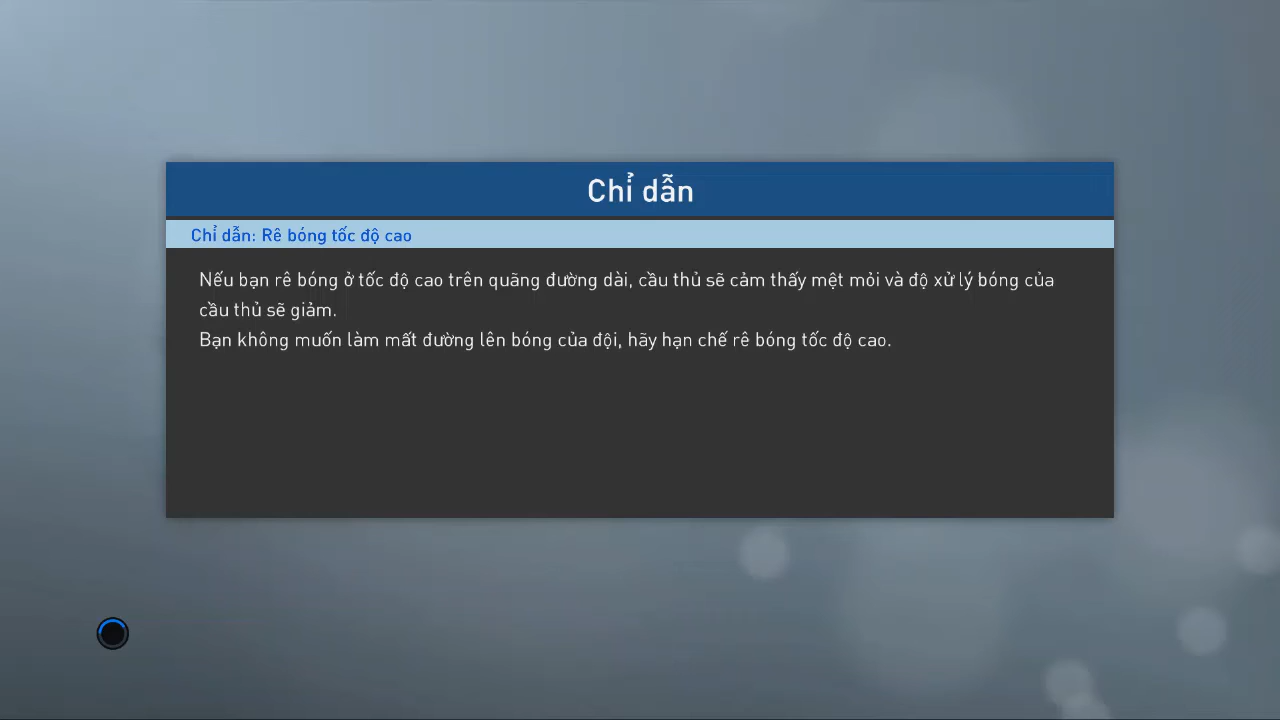 Chỉ dẫn
Chỉ dẫn: Rê bóng tốc độ cao
Nếu bạn rê bóng ở tốc độ cao trên quãng đường dài, cầu thủ sẽ cảm thấy mệt mỏi và độ xử lý bóng của
cầu thủ sẽ giảm.
Bạn không muốn làm mất đường lên bóng của đội, hãy hạn chế rê bóng tốc độ cao.